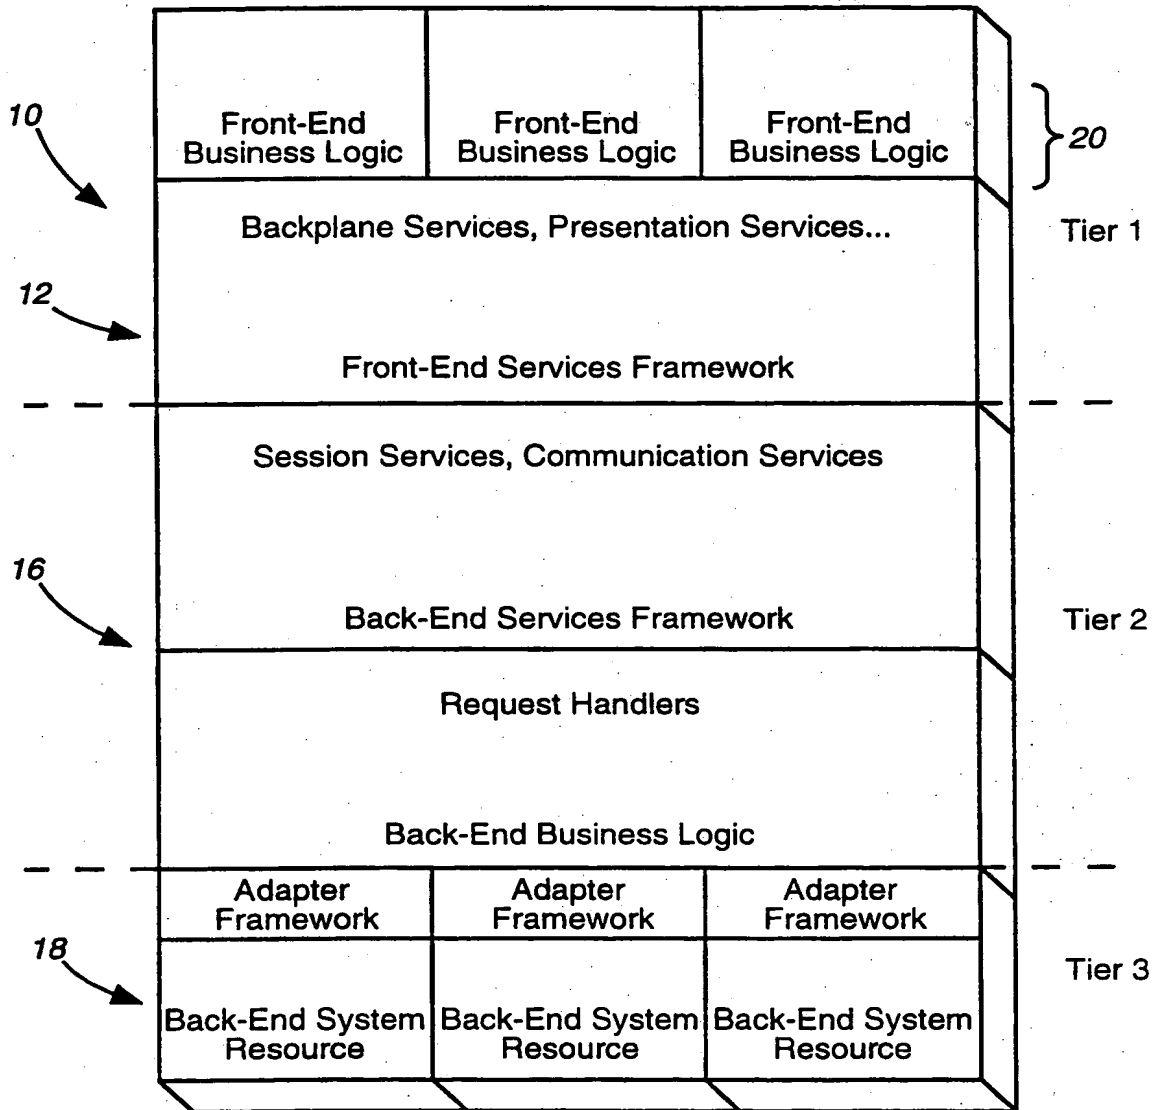 Front-End Front-End Front-End
10
Business Logic Business Logic Business Logic
20
Backplane Services, Presentation Services...
Tier 1
12
Front-End Services Framework
Session Services, Communication Services
16
Back-End Services Framework
Tier 2
Request Handlers
Back-End Business Logic
Adapter Adapter Adapter
Framework Framework Framework
18
Tier 3
Back-End System Back-End System Back-End System
Resource Resource Resource